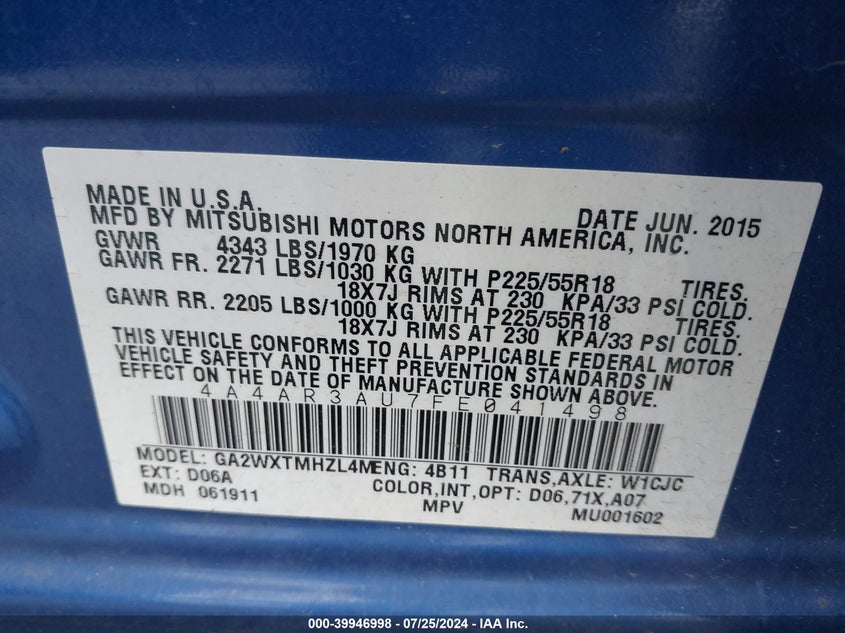 MADE IN U.S.A. DATE JUN. 2015
MFD BY MITSUBISHI MOTORS NORTH AMERICA, INC.
GVWR 4343 LBS/1970 KG
GAWR FR. 2271 LBS/1030 KG WITH P225/55R18 TIRES.
18X7J RIMS AT 230 KPA/33 PSI COLD.
GAWR RR. 2205 LBS/1000 KG WITH P225/55R18 TIRES.
18X7J RIMS AT 230 KPA/33 PSI COLD.
THIS VEHICLE CONFORMS TO ALL APPLICABLE FEDERAL MOTOR
VEHICLE SAFETY AND THEFT PREVENTION STANDARDS IN
EFFECT ON THE DATE OF MANUFACTURE SHOWN ABOVE.
4A4AR3AU7FE041498
MODEL: GA2WXTMHZL4MENG: 4B11 TRANS,AXLE: W1CJC
EXT: D06A COLOR,INT,OPT: D06,71X,A07
MDH 061911 MPV MU001602
000-39946998 - 07/25/2024 - IAA Inc.